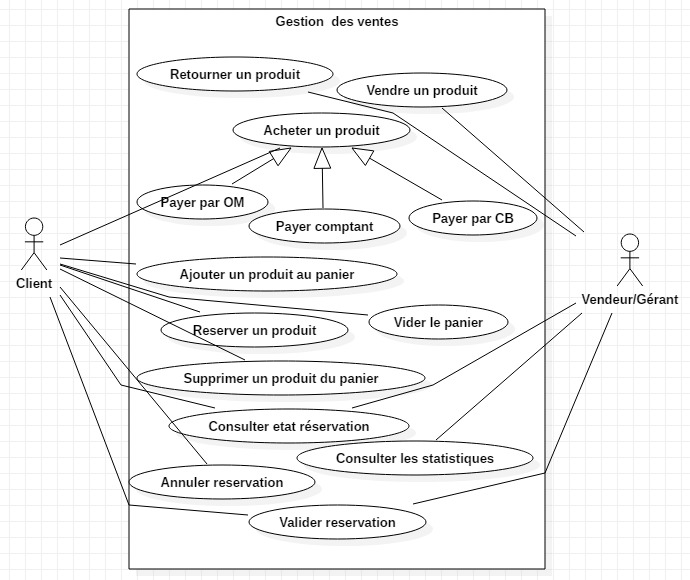 Gestion des ventes
Retourner un produit
Vendre un produit
Acheter un produit
Payer par OM
Payer comptant
Payer par CB
Client
Ajouter un produit au panier
Vendeur/Gérant
Reserver un produit
Vider le panier
Supprimer un produit du panier
Consulter etat réservation
Consulter les statistiques
Annuler reservation
Valider reservation